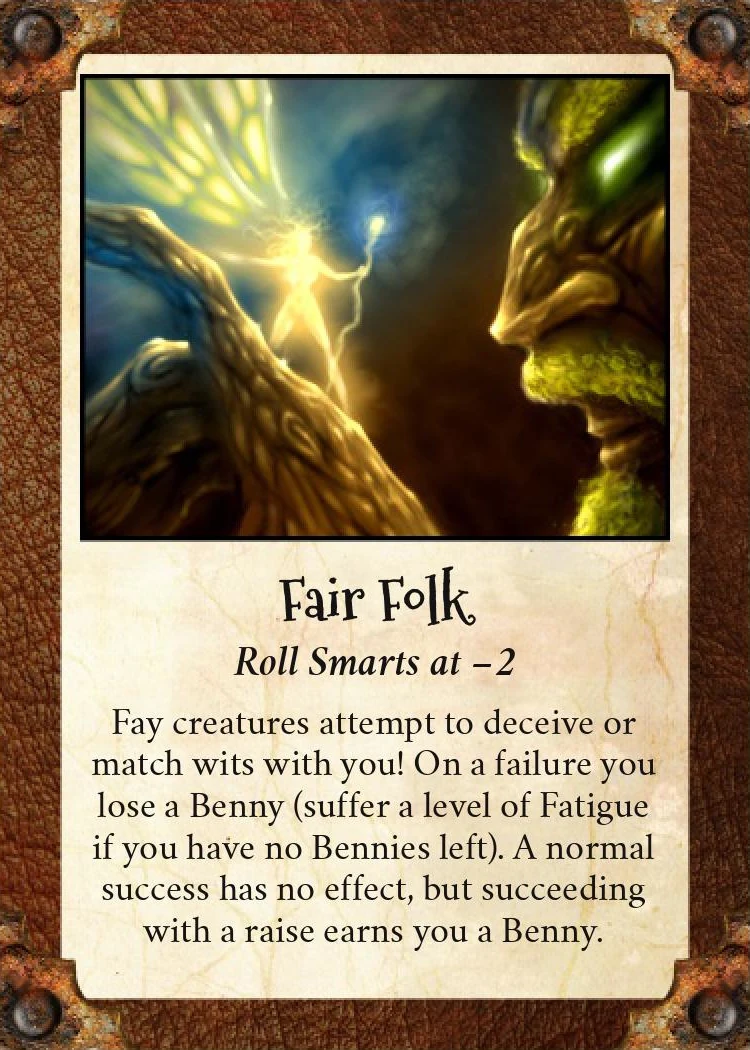 Fair Folk
Roll Smarts at –2
Fay creatures attempt to deceive or
match wits with you! On a failure you
lose a Benny (suffer a level of Fatigue
if you have no Bennies left). A normal
success has no effect, but succeeding
with a raise earns you a Benny.